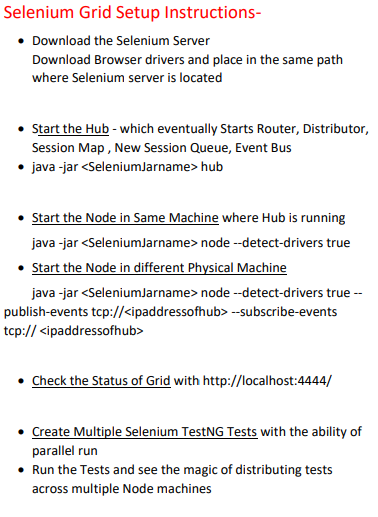 Selenium Grid Setup Instructions-
• Download the Selenium Server
Download Browser drivers and place in the same path
where Selenium server is located
• Start the Hub - which eventually Starts Router, Distributor,
Session Map , New Session Queue, Event Bus
• java -jar <SeleniumJarname> hub
• Start the Node in Same Machine where Hub is running
java -jar <SeleniumJarname> node --detect-drivers true
• Start the Node in different Physical Machine
java -jar <SeleniumJarname> node --detect-drivers true --
publish-events tcp://<ipaddressofhub> --subscribe-events
tcp:// <ipaddressofhub>
• Check the Status of Grid with http://localhost:4444/
• Create Multiple Selenium TestNG Tests with the ability of
parallel run
• Run the Tests and see the magic of distributing tests
across multiple Node machines